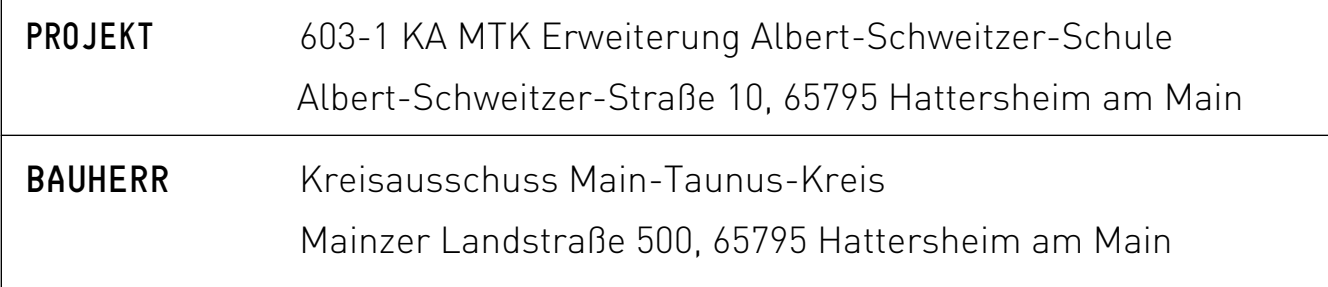 PROJEKT 603-1 KA MTK Erweiterung Albert-Schweitzer-Schule
Albert-Schweitzer-Straße 10, 65795 Hattersheim am Main
BAUHERR Kreisausschuss Main-Taunus-Kreis
Mainzer Landstraße 500, 65795 Hattersheim am Main